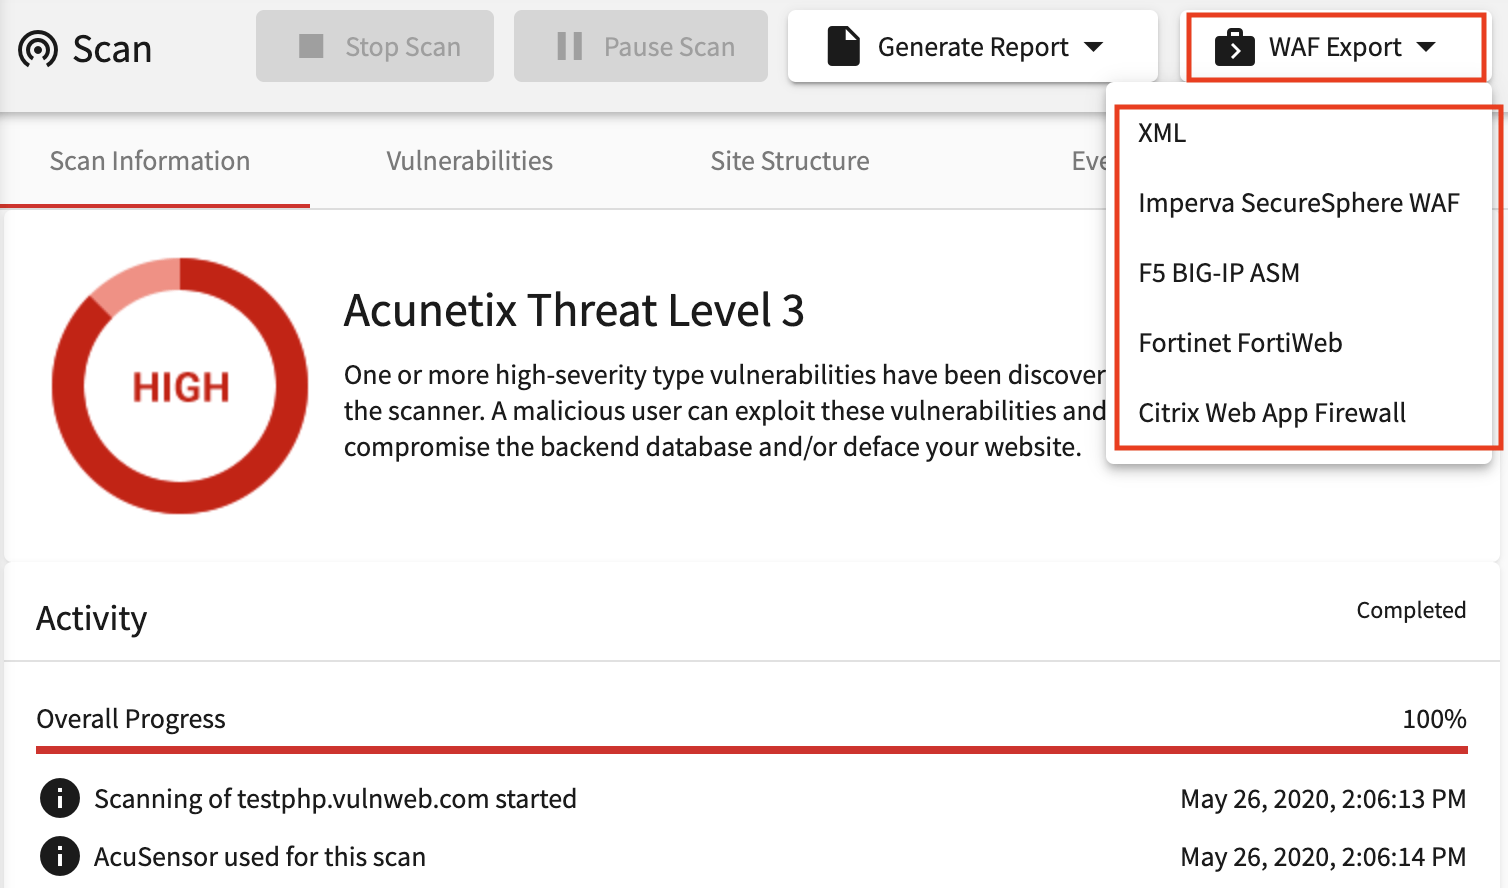 Scan
Stop Scan
Pause Scan
Generate Report
WAF Export
XML
Imperva SecureSphere WAF
F5 BIG-IP ASM
Fortinet FortiWeb
Citrix Web App Firewall
Scan Information
Vulnerabilities
Site Structure
Eve
HIGH
Acunetix Threat Level 3
One or more high-severity type vulnerabilities have been discover
the scanner. A malicious user can exploit these vulnerabilities and
compromise the backend database and/or deface your website.
Activity
Completed
Overall Progress
100%
Scanning of testphp.vulnweb.com started
May 26, 2020, 2:06:13 PM
AcuSensor used for this scan
May 26, 2020, 2:06:14 PM